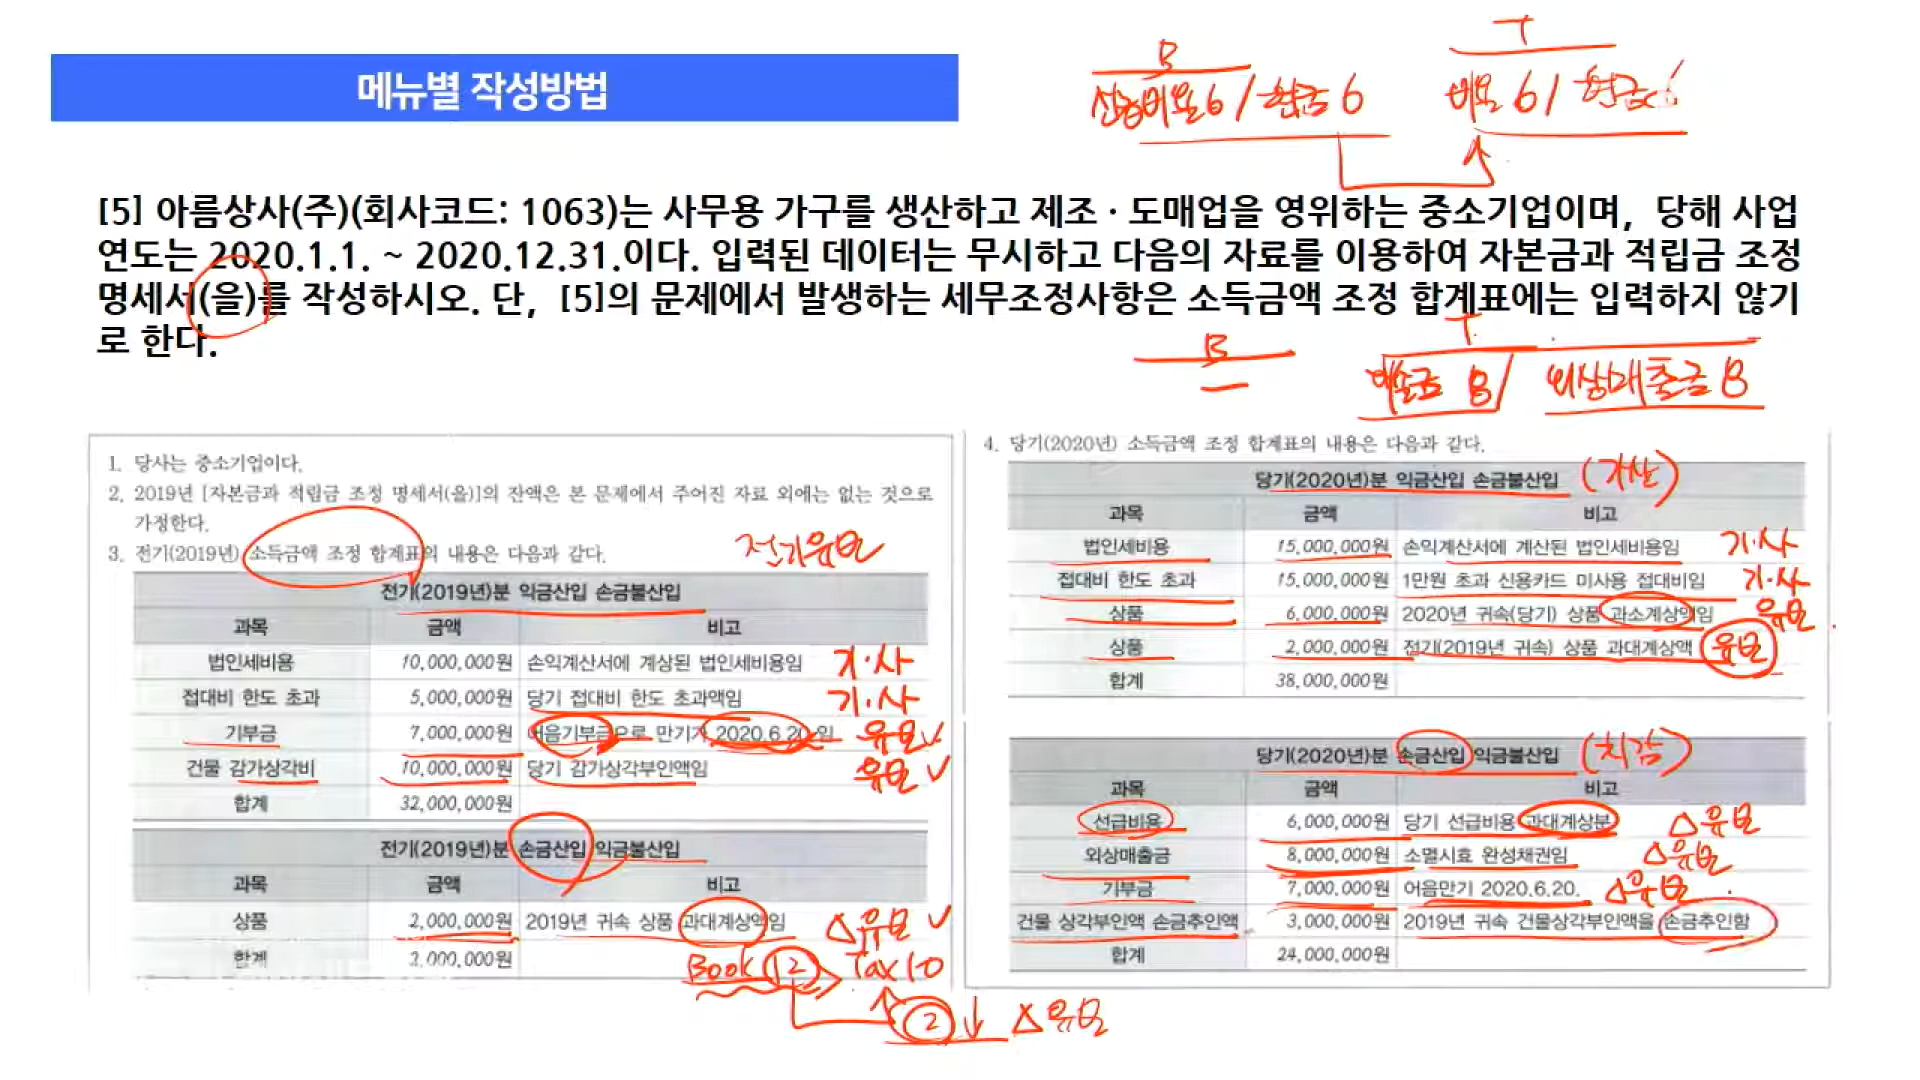 메뉴별 작성방법
B
선급비용 6 / 현금 6
T
비용 6 / 현금 6
[5] 아름상사(주)(회사코드: 1063)는 사무용 가구를 생산하고 제조 · 도매업을 영위하는 중소기업이며, 당해 사업
연도는 2020.1.1. ~ 2020.12.31.이다. 입력된 데이터는 무시하고 다음의 자료를 이용하여 자본금과 적립금 조정
명세서(을)를 작성하시오. 단, [5]의 문제에서 발생하는 세무조정사항은 소득금액 조정 합계표에는 입력하지 않기
로 한다.
B
T
대손금 8 / 외상매출금 8
1. 당사는 중소기업이다.
2. 2019년 [자본금과 적립금 조정 명세서(을)]의 잔액은 본 문제에서 주어진 자료 외에는 없는 것으로
가정한다.
3. 전기(2019년) 소득금액 조정 합계표의 내용은 다음과 같다.
전기유보
전기(2019년)분 익금산입 손금불산입
과목 금액 비고
법인세비용 10,000,000원 손익계산서에 계상된 법인세비용임 기.사
접대비 한도 초과 5,000,000원 당기 접대비 한도 초과액임 기.사
기부금 7,000,000원 어음기부금으로 만기가 2020.6.20.임 유보 ✓
건물 감가상각비 10,000,000원 당기 감가상각부인액임 유보 ✓
합계 32,000,000원
전기(2019년)분 손금산입 익금불산입
과목 금액 비고
상품 2,000,000원 2019년 귀속 상품 과대계상액임 △유보 ✓
합계 2,000,000원
Book 12 > Tax 10
2 ↓ △유보
4. 당기(2020년) 소득금액 조정 합계표의 내용은 다음과 같다.
당기(2020년)분 익금산입 손금불산입 (가산)
과목 금액 비고
법인세비용 15,000,000원 손익계산서에 계산된 법인세비용임 기.사
접대비 한도 초과 15,000,000원 1만원 초과 신용카드 미사용 접대비임 기.사
상품 6,000,000원 2020년 귀속(당기) 상품 과소계상액임 유보
상품 2,000,000원 전기(2019년 귀속) 상품 과대계상액 유보
합계 38,000,000원
당기(2020년)분 손금산입 익금불산입 (차감)
과목 금액 비고
선급비용 6,000,000원 당기 선급비용 과대계상분 △유보
외상매출금 8,000,000원 소멸시효 완성채권임 △유보
기부금 7,000,000원 어음만기 2020.6.20. △유보
건물 상각부인액 손금추인액 3,000,000원 2019년 귀속 건물상각부인액을 손금추인함
합계 24,000,000원